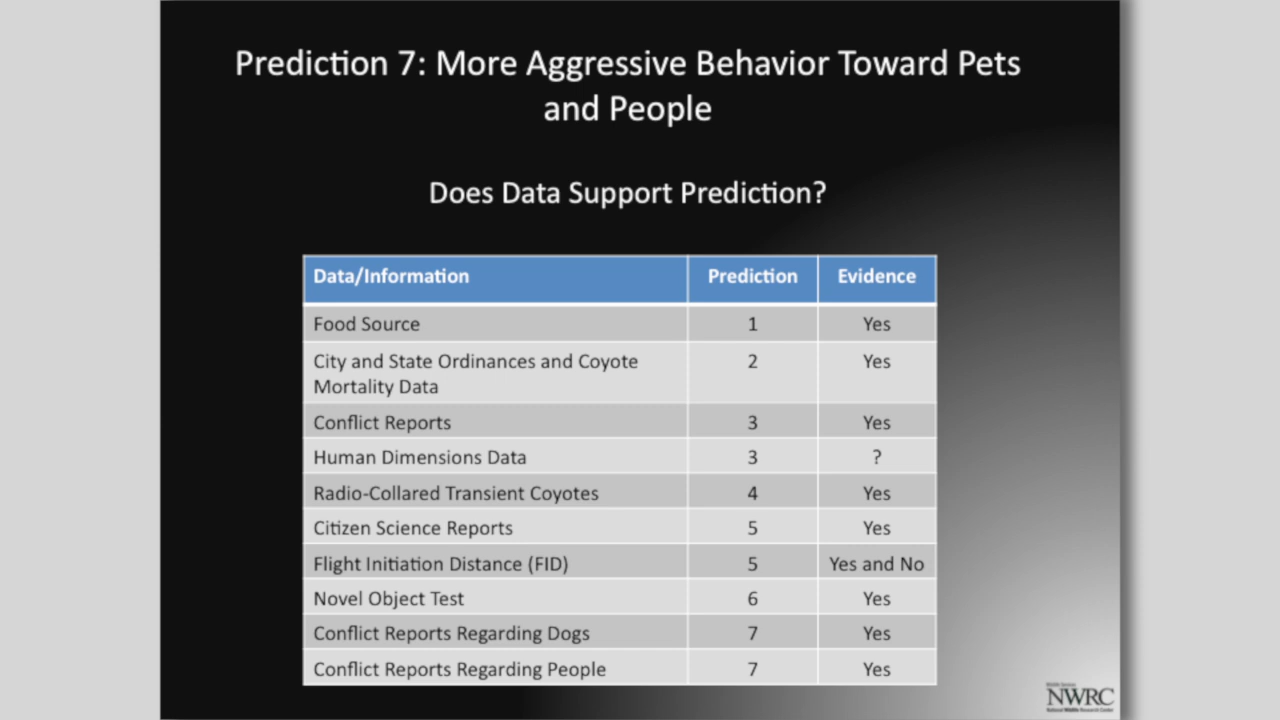 Prediction 7: More Aggressive Behavior Toward Pets
and People
Does Data Support Prediction?
Data/Information Prediction Evidence
Food Source 1 Yes
City and State Ordinances and Coyote 2 Yes
Mortality Data
Conflict Reports 3 Yes
Human Dimensions Data 3 ?
Radio-Collared Transient Coyotes 4 Yes
Citizen Science Reports 5 Yes
Flight Initiation Distance (FID) 5 Yes and No
Novel Object Test 6 Yes
Conflict Reports Regarding Dogs 7 Yes
Conflict Reports Regarding People 7 Yes
NWRC
National Wildlife Research Center